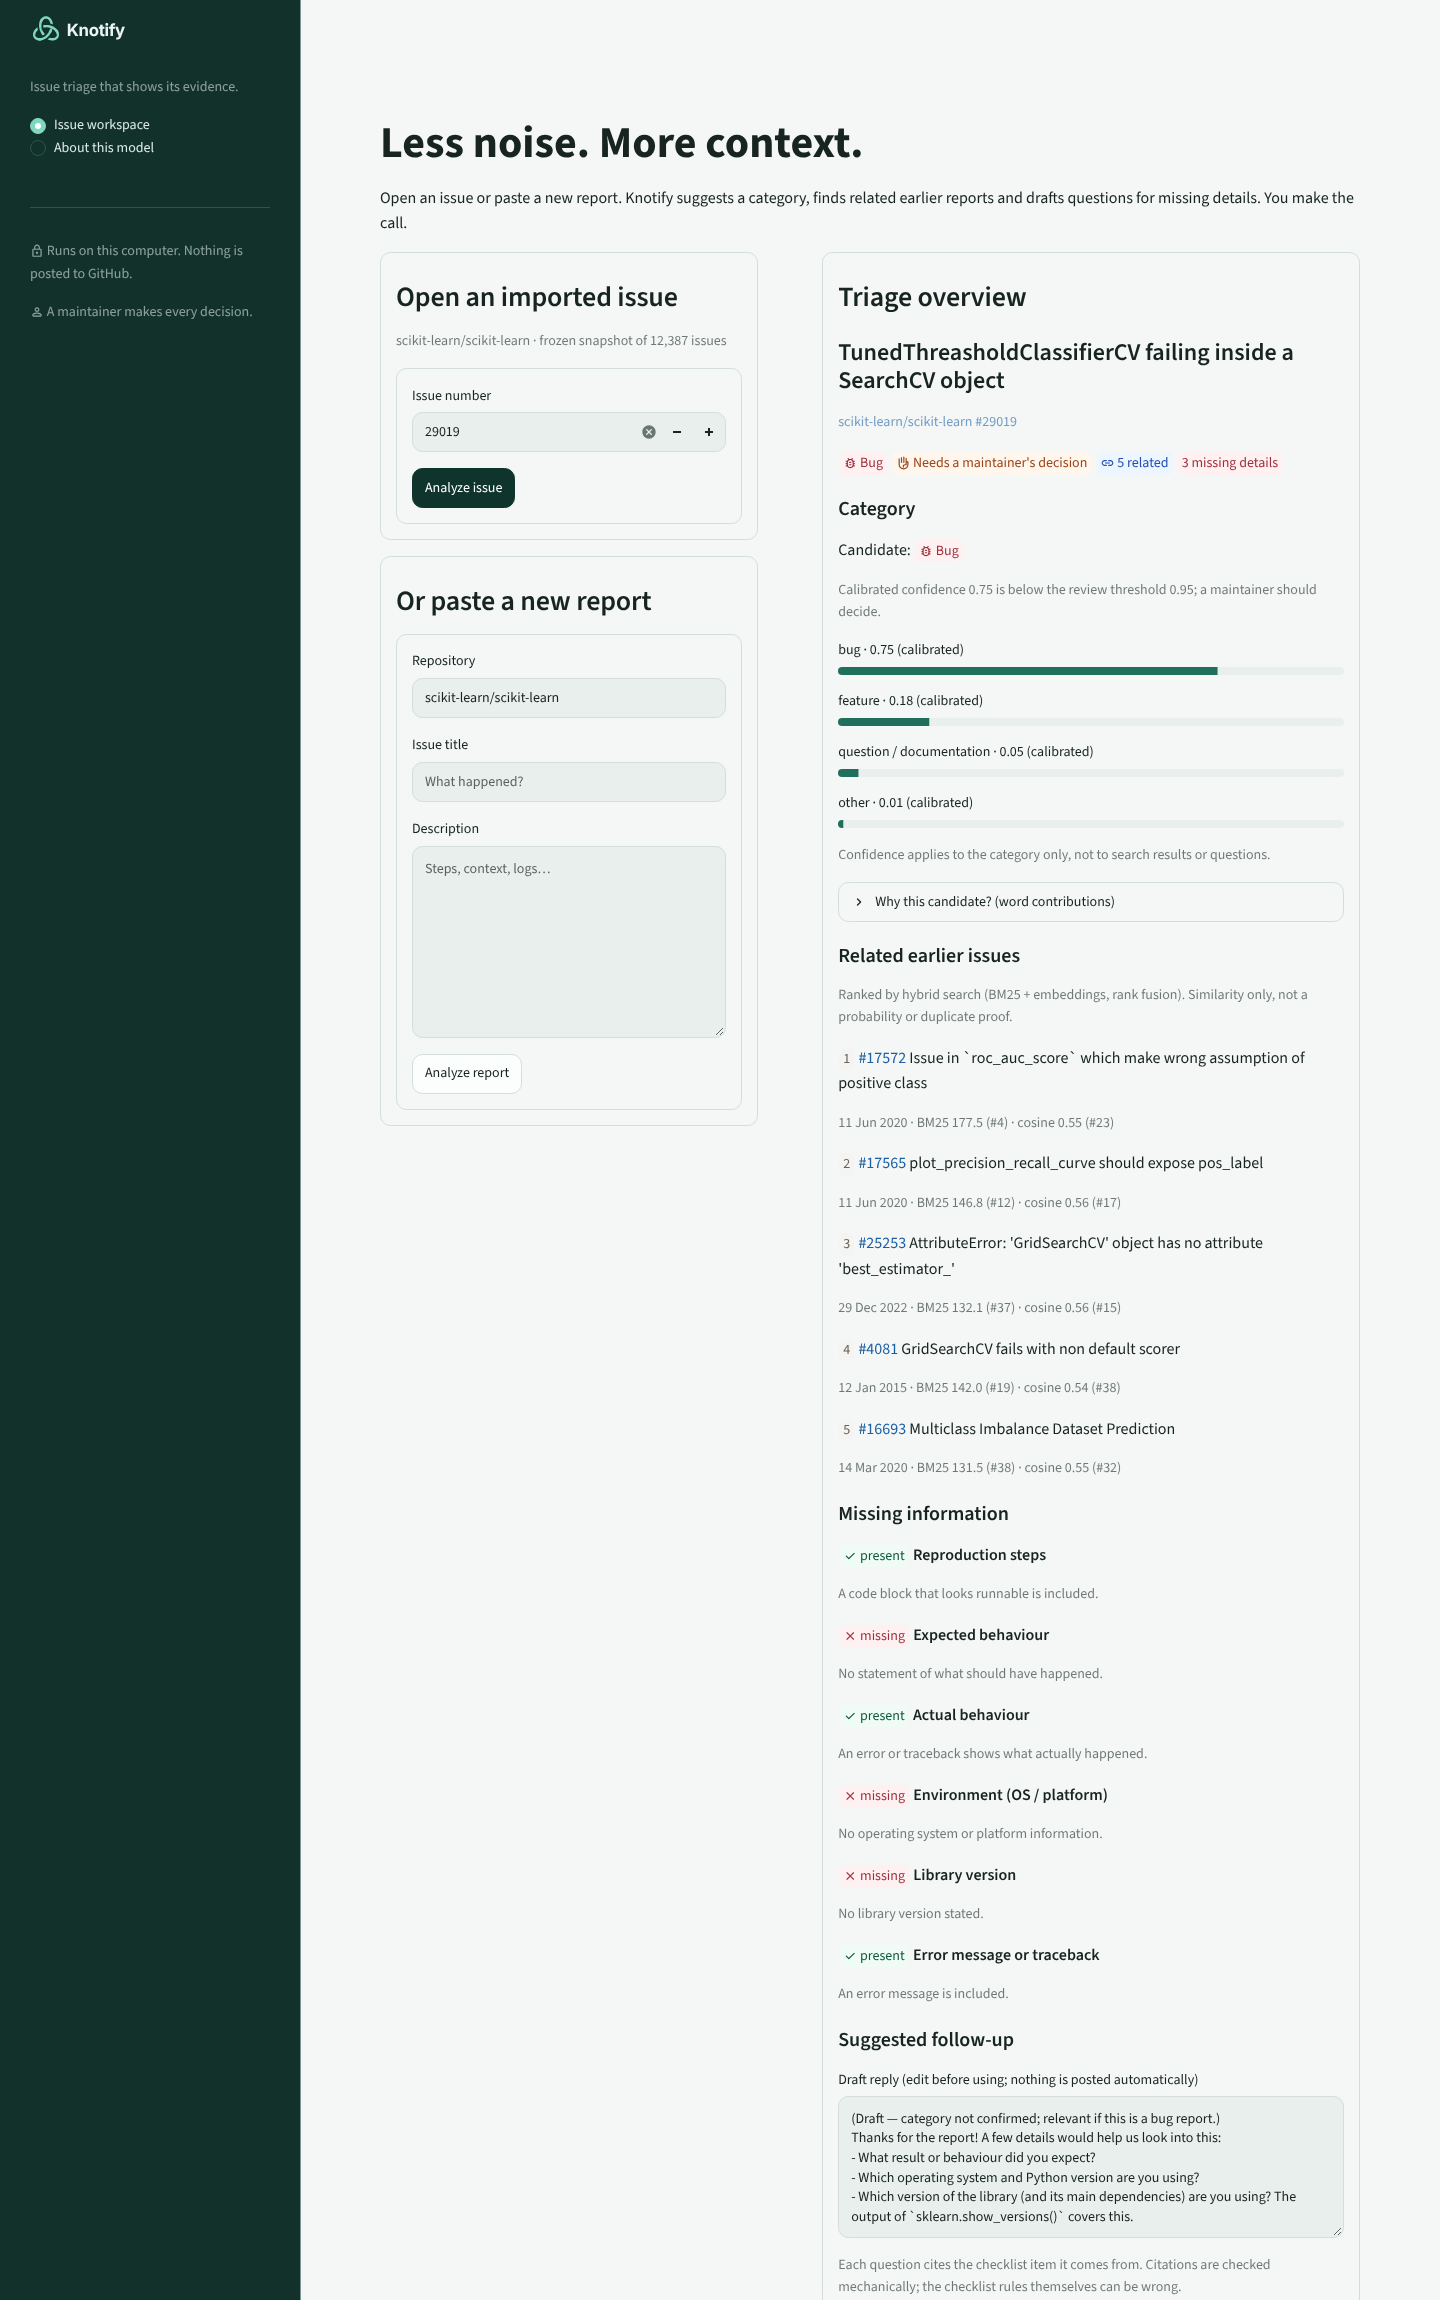 Knotify
Issue triage that shows its evidence.
Issue workspace
About this model
Runs on this computer. Nothing is
posted to GitHub.
A maintainer makes every decision.
Less noise. More context.
Open an issue or paste a new report. Knotify suggests a category, finds related earlier reports and drafts questions for missing details. You make the
call.
Open an imported issue
scikit-learn/scikit-learn · frozen snapshot of 12,387 issues
Issue number
29019
Analyze issue
Or paste a new report
Repository
scikit-learn/scikit-learn
Issue title
What happened?
Description
Steps, context, logs…
Analyze report
Triage overview
TunedThreasholdClassifierCV failing inside a
SearchCV object
scikit-learn/scikit-learn #29019
Bug Needs a maintainer's decision 5 related 3 missing details
Category
Candidate: Bug
Calibrated confidence 0.75 is below the review threshold 0.95; a maintainer should
decide.
bug · 0.75 (calibrated)
feature · 0.18 (calibrated)
question / documentation · 0.05 (calibrated)
other · 0.01 (calibrated)
Confidence applies to the category only, not to search results or questions.
Why this candidate? (word contributions)
Related earlier issues
Ranked by hybrid search (BM25 + embeddings, rank fusion). Similarity only, not a
probability or duplicate proof.
1 #17572 Issue in `roc_auc_score` which make wrong assumption of
positive class
11 Jun 2020 · BM25 177.5 (#4) · cosine 0.55 (#23)
2 #17565 plot_precision_recall_curve should expose pos_label
11 Jun 2020 · BM25 146.8 (#12) · cosine 0.56 (#17)
3 #25253 AttributeError: 'GridSearchCV' object has no attribute
'best_estimator_'
29 Dec 2022 · BM25 132.1 (#37) · cosine 0.56 (#15)
4 #4081 GridSearchCV fails with non default scorer
12 Jan 2015 · BM25 142.0 (#19) · cosine 0.54 (#38)
5 #16693 Multiclass Imbalance Dataset Prediction
14 Mar 2020 · BM25 131.5 (#38) · cosine 0.55 (#32)
Missing information
present Reproduction steps
A code block that looks runnable is included.
missing Expected behaviour
No statement of what should have happened.
present Actual behaviour
An error or traceback shows what actually happened.
missing Environment (OS / platform)
No operating system or platform information.
missing Library version
No library version stated.
present Error message or traceback
An error message is included.
Suggested follow-up
Draft reply (edit before using; nothing is posted automatically)
(Draft — category not confirmed; relevant if this is a bug report.)
Thanks for the report! A few details would help us look into this:
- What result or behaviour did you expect?
- Which operating system and Python version are you using?
- Which version of the library (and its main dependencies) are you using? The
output of `sklearn.show_versions()` covers this.
Each question cites the checklist item it comes from. Citations are checked
mechanically; the checklist rules themselves can be wrong.